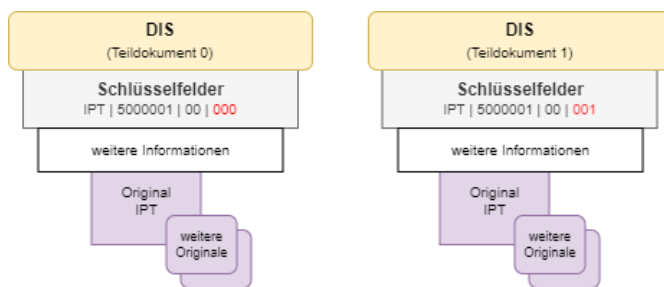 DIS
(Teildokument 0)
Schlüsselfelder
IPT | 5000001 | 00 | 000
weitere Informationen
Original
IPT
weitere
Originale
DIS
(Teildokument 1)
Schlüsselfelder
IPT | 5000001 | 00 | 001
weitere Informationen
Original
IPT
weitere
Originale